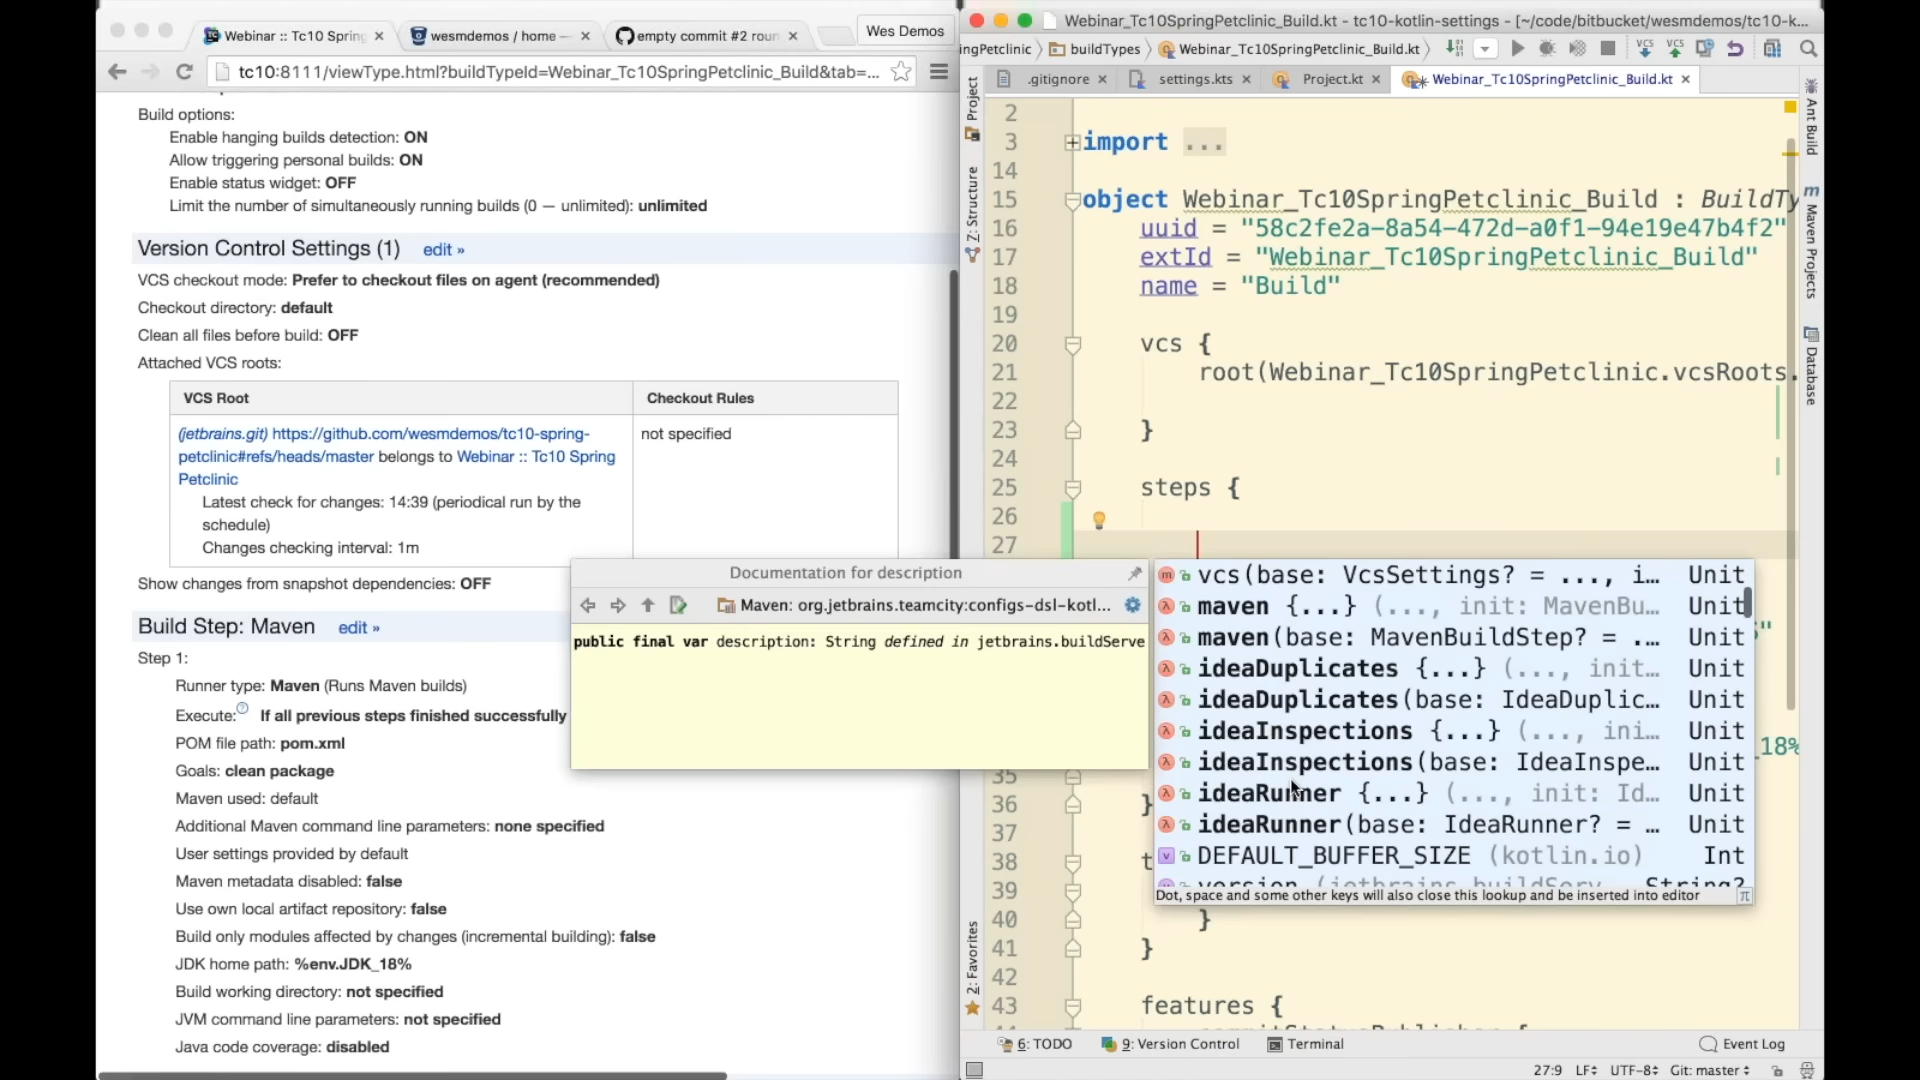 Webinar :: Tc10 Spring
wesmdemos / home —
empty commit #2 roun
Wes Demos
tc10:8111/viewType.html?buildTypeId=Webinar_Tc10SpringPetclinic_Build&tab=...
Build options:
Enable hanging builds detection: ON
Allow triggering personal builds: ON
Enable status widget: OFF
Limit the number of simultaneously running builds (0 — unlimited): unlimited
Version Control Settings (1) edit »
VCS checkout mode: Prefer to checkout files on agent (recommended)
Checkout directory: default
Clean all files before build: OFF
Attached VCS roots:
VCS Root
Checkout Rules
(jetbrains.git) https://github.com/wesmdemos/tc10-spring-
petclinic#refs/heads/master belongs to Webinar :: Tc10 Spring
Petclinic
Latest check for changes: 14:39 (periodical run by the
schedule)
Changes checking interval: 1m
not specified
Show changes from snapshot dependencies: OFF
Build Step: Maven edit »
Step 1:
Runner type: Maven (Runs Maven builds)
Execute: If all previous steps finished successfully
POM file path: pom.xml
Goals: clean package
Maven used: default
Additional Maven command line parameters: none specified
User settings provided by default
Maven metadata disabled: false
Use own local artifact repository: false
Build only modules affected by changes (incremental building): false
JDK home path: %env.JDK_18%
Build working directory: not specified
JVM command line parameters: not specified
Java code coverage: disabled
Webinar_Tc10SpringPetclinic_Build.kt - tc10-kotlin-settings - [~/code/bitbucket/wesmdemos/tc10-k...
ingPetclinic
buildTypes
Webinar_Tc10SpringPetclinic_Build.kt
.gitignore
settings.kts
Project.kt
Webinar_Tc10SpringPetclinic_Build.kt
Project
Z: Structure
2: Favorites
Ant Build
Maven Projects
Database
2
3 import ...
14
15 object Webinar_Tc10SpringPetclinic_Build : BuildTy
16 uuid = "58c2fe2a-8a54-472d-a0f1-94e19e47b4f2"
17 extId = "Webinar_Tc10SpringPetclinic_Build"
18 name = "Build"
19
20 vcs {
21 root(Webinar_Tc10SpringPetclinic.vcsRoots.
22
23 }
24
25 steps {
26
27
Documentation for description
Maven: org.jetbrains.teamcity:configs-dsl-kotl...
public final var description: String defined in jetbrains.buildServe
vcs(base: VcsSettings? = ..., i... Unit
maven {...} (..., init: MavenBu... Unit
maven(base: MavenBuildStep? = ... Unit
ideaDuplicates {...} (..., init... Unit
ideaDuplicates(base: IdeaDuplic... Unit
ideaInspections {...} (..., ini... Unit
ideaInspections(base: IdeaInspe... Unit
ideaRunner {...} (..., init: Id... Unit
ideaRunner(base: IdeaRunner? = ... Unit
DEFAULT_BUFFER_SIZE (kotlin.io) Int
version (jetbrains.buildServ... String?
Dot, space and some other keys will also close this lookup and be inserted into editor
_18%
35
36 }
37
38 t
39
40 }
41 }
42
43 features {
6: TODO
9: Version Control
Terminal
Event Log
27:9 LF UTF-8 Git: master